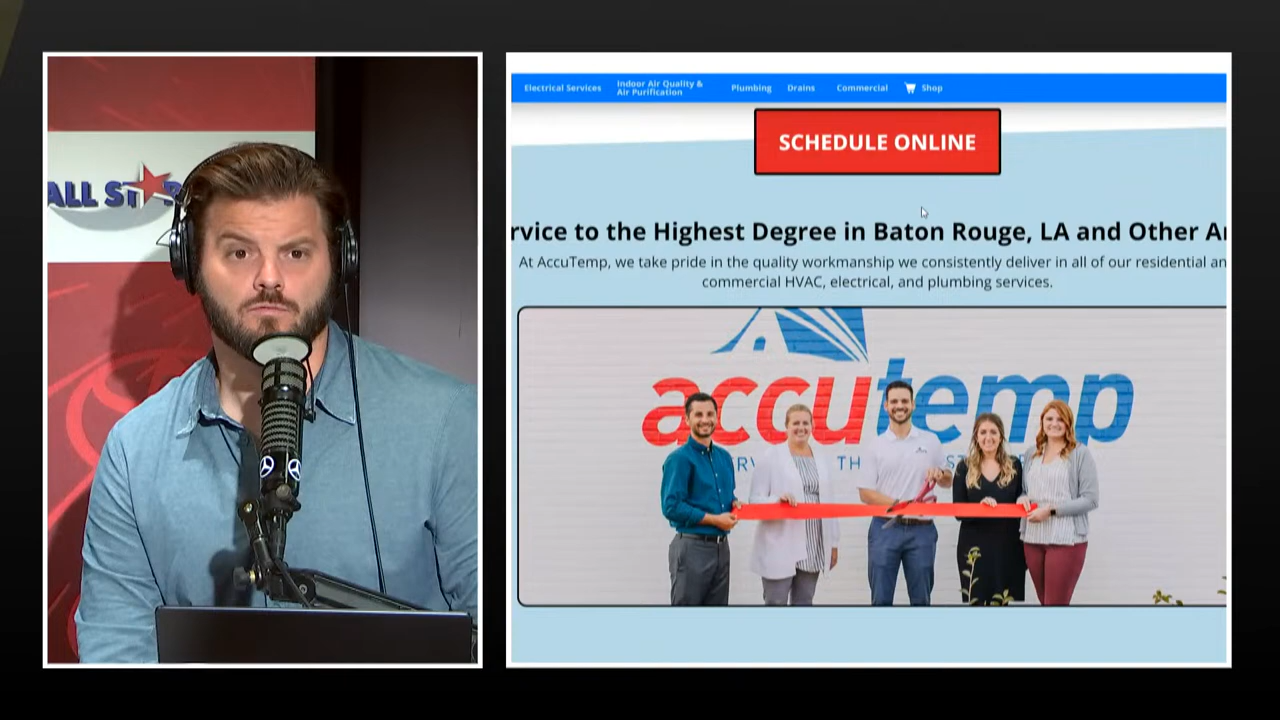 ALL ST
Electrical Services
Indoor Air Quality &
Air Purification
Plumbing
Drains
Commercial
Shop
SCHEDULE ONLINE
rvice to the Highest Degree in Baton Rouge, LA and Other Ar
At AccuTemp, we take pride in the quality workmanship we consistently deliver in all of our residential an
commercial HVAC, electrical, and plumbing services.
accutemp